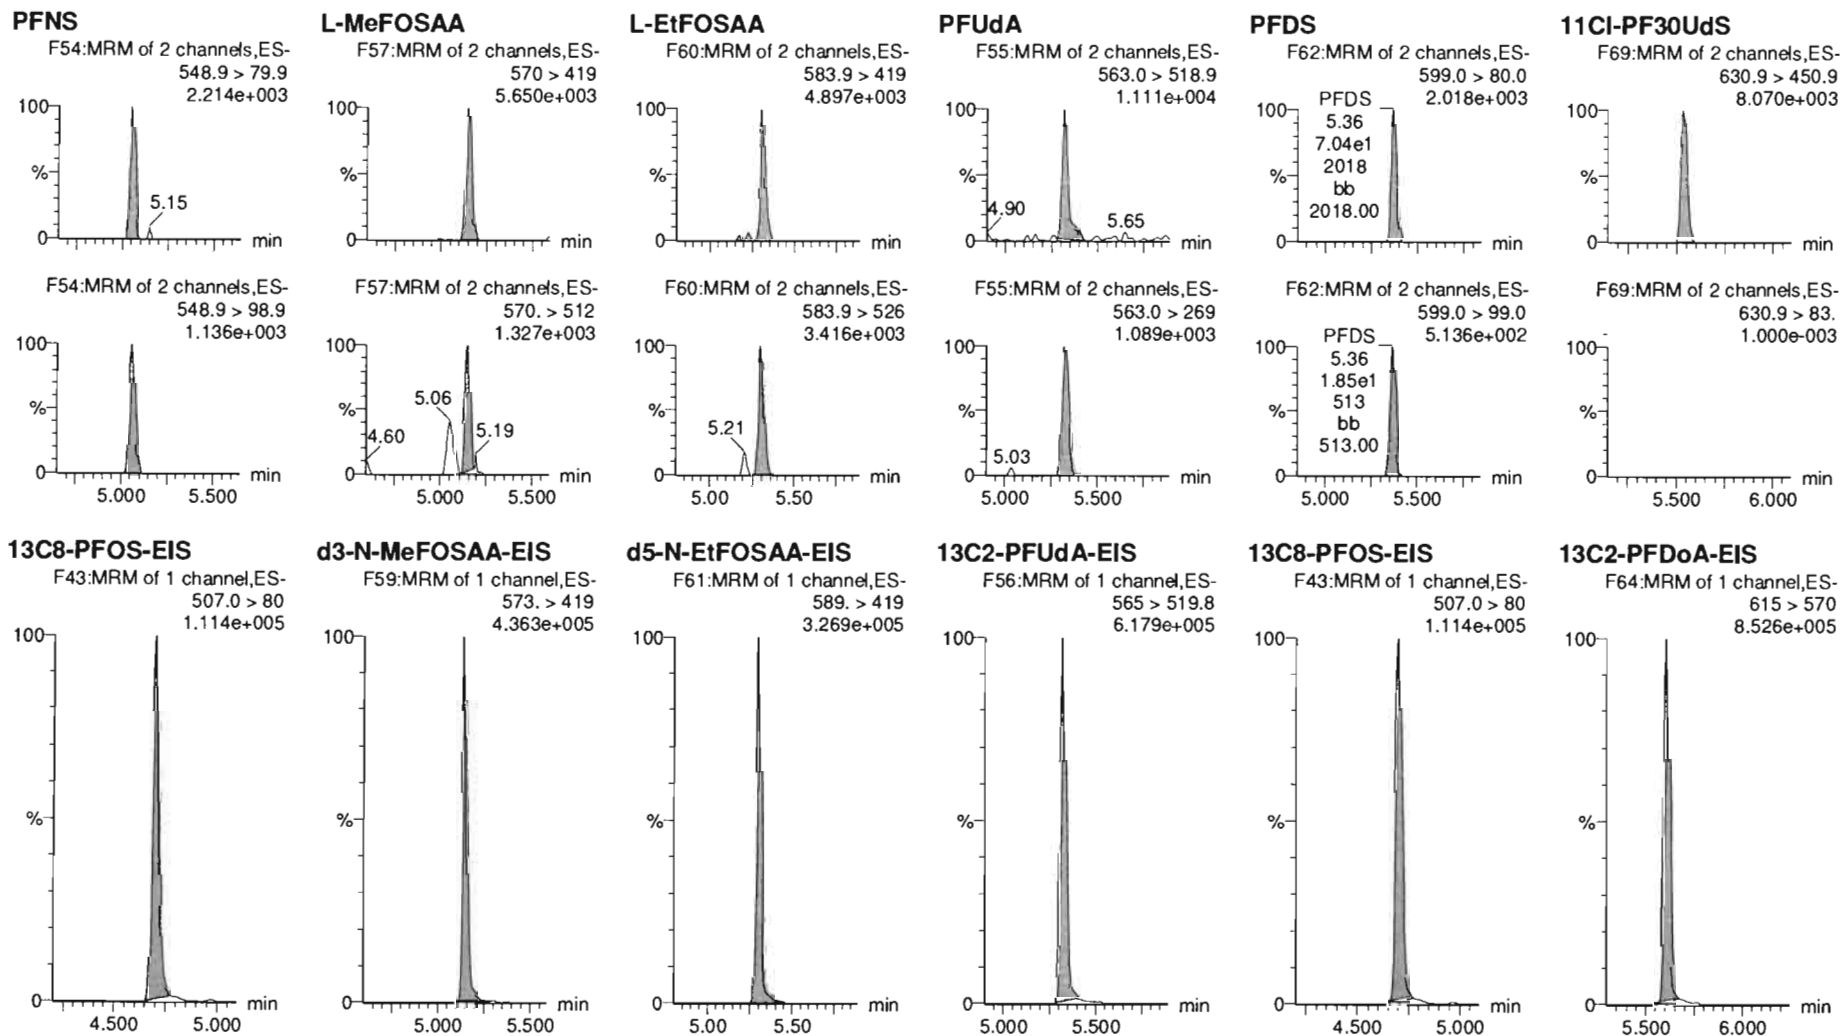 PFNS
F54:MRM of 2 channels,ES-
548.9 > 79.9
2.214e+003
100
%
5.15
0
min
F54:MRM of 2 channels,ES-
548.9 > 98.9
1.136e+003
100
%
0
min
5.000 5.500
L-MeFOSAA
F57:MRM of 2 channels,ES-
570 > 419
5.650e+003
100
%
0
min
F57:MRM of 2 channels,ES-
570. > 512
1.327e+003
100
5.06
%
4.60
5.19
0
min
5.000 5.500
L-EtFOSAA
F60:MRM of 2 channels,ES-
583.9 > 419
4.897e+003
100
%
0
min
F60:MRM of 2 channels,ES-
583.9 > 526
3.416e+003
100
%
5.21
0
min
5.00 5.50
PFUdA
F55:MRM of 2 channels,ES-
563.0 > 518.9
1.111e+004
100
%
4.90
5.65
0
min
F55:MRM of 2 channels,ES-
563.0 > 269
1.089e+003
100
%
5.03
0
min
5.000 5.500
PFDS
F62:MRM of 2 channels,ES-
599.0 > 80.0
2.018e+003
PFDS
5.36
7.04e1
2018
bb
2018.00
100
%
0
min
F62:MRM of 2 channels,ES-
599.0 > 99.0
5.136e+002
PFDS
5.36
1.85e1
513
bb
513.00
100
%
0
min
5.000 5.500
11Cl-PF30UdS
F69:MRM of 2 channels,ES-
630.9 > 450.9
8.070e+003
100
%
0
min
F69:MRM of 2 channels,ES-
630.9 > 83.
1.000e-003
100
%
0
min
5.500 6.000
13C8-PFOS-EIS
F43:MRM of 1 channel,ES-
507.0 > 80
1.114e+005
100
%
0
min
4.500 5.000
d3-N-MeFOSAA-EIS
F59:MRM of 1 channel,ES-
573. > 419
4.363e+005
100
%
0
min
5.000 5.500
d5-N-EtFOSAA-EIS
F61:MRM of 1 channel,ES-
589. > 419
3.269e+005
100
%
0
min
5.00 5.50
13C2-PFUdA-EIS
F56:MRM of 1 channel,ES-
565 > 519.8
6.179e+005
100
%
0
min
5.000 5.500
13C8-PFOS-EIS
F43:MRM of 1 channel,ES-
507.0 > 80
1.114e+005
100
%
0
min
4.500 5.000
13C2-PFDoA-EIS
F64:MRM of 1 channel,ES-
615 > 570
8.526e+005
100
%
0
min
5.500 6.000